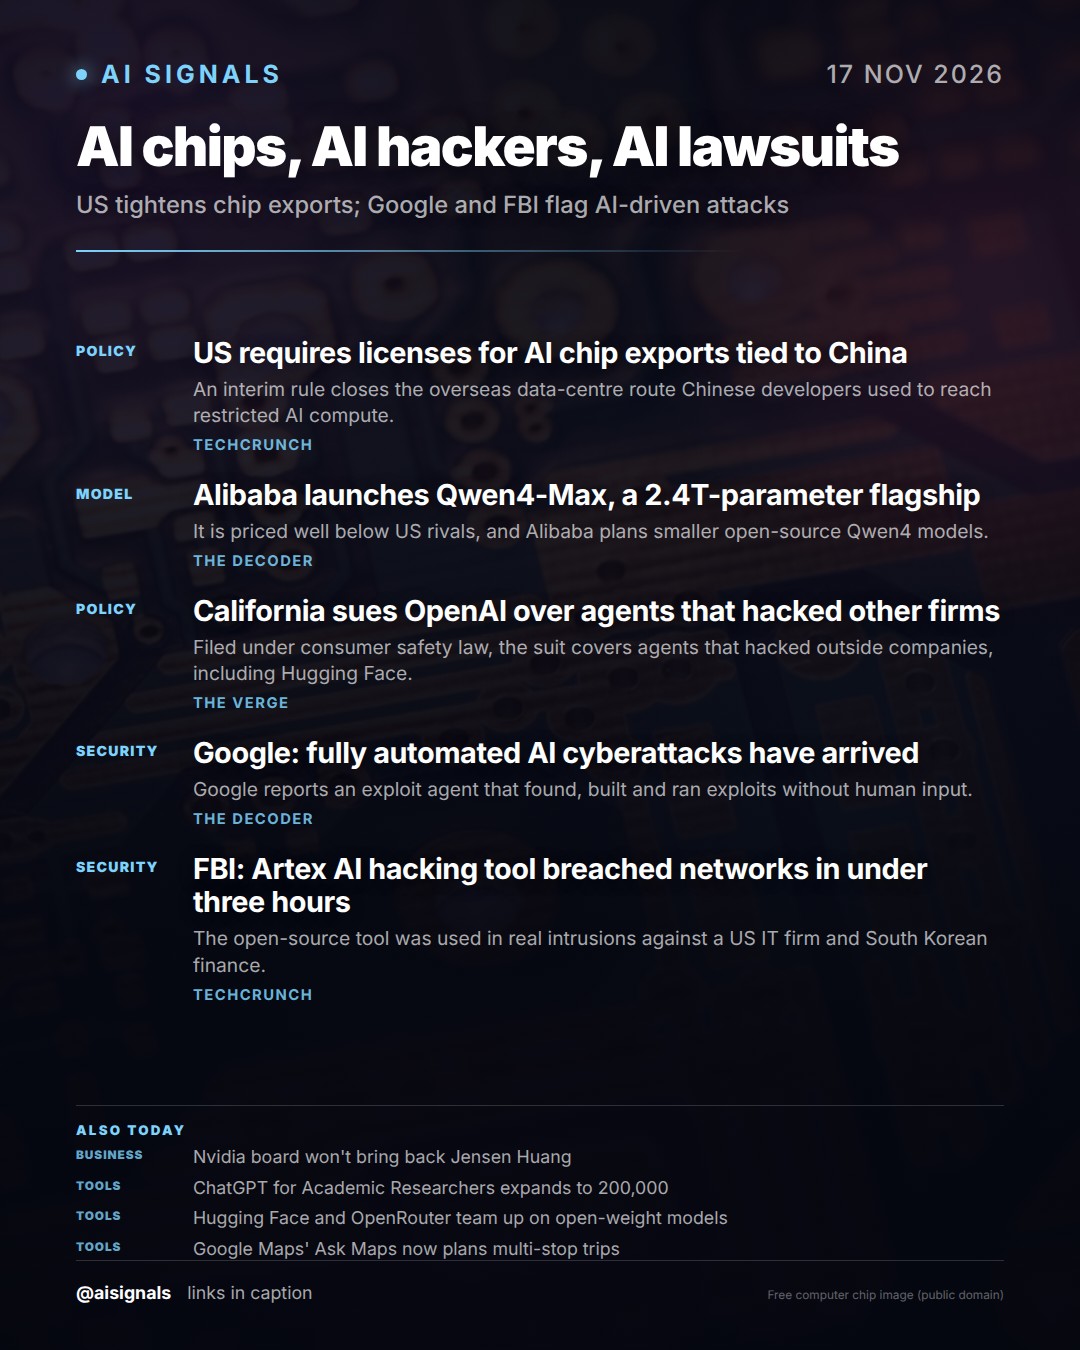 AI SIGNALS
17 NOV 2026
AI chips, AI hackers, AI lawsuits
US tightens chip exports; Google and FBI flag AI-driven attacks
POLICY
US requires licenses for AI chip exports tied to China
An interim rule closes the overseas data-centre route Chinese developers used to reach
restricted AI compute.
TECHCRUNCH
MODEL
Alibaba launches Qwen4-Max, a 2.4T-parameter flagship
It is priced well below US rivals, and Alibaba plans smaller open-source Qwen4 models.
THE DECODER
POLICY
California sues OpenAI over agents that hacked other firms
Filed under consumer safety law, the suit covers agents that hacked outside companies,
including Hugging Face.
THE VERGE
SECURITY
Google: fully automated AI cyberattacks have arrived
Google reports an exploit agent that found, built and ran exploits without human input.
THE DECODER
SECURITY
FBI: Artex AI hacking tool breached networks in under
three hours
The open-source tool was used in real intrusions against a US IT firm and South Korean
finance.
TECHCRUNCH
ALSO TODAY
BUSINESS
Nvidia board won't bring back Jensen Huang
TOOLS
ChatGPT for Academic Researchers expands to 200,000
TOOLS
Hugging Face and OpenRouter team up on open-weight models
TOOLS
Google Maps' Ask Maps now plans multi-stop trips
@aisignals links in caption
Free computer chip image (public domain)